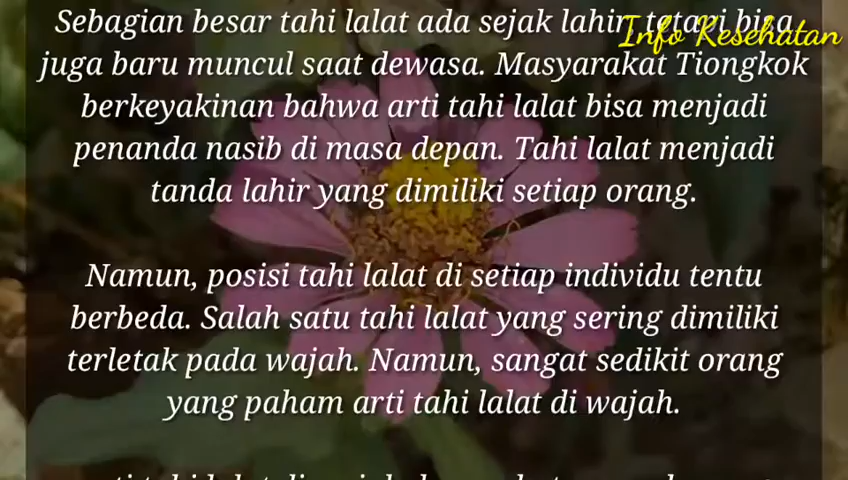 Sebagian besar tahi lalat ada sejak lahir, tetapi bisa
Info Kesehatan
juga baru muncul saat dewasa. Masyarakat Tiongkok
berkeyakinan bahwa arti tahi lalat bisa menjadi
penanda nasib di masa depan. Tahi lalat menjadi
tanda lahir yang dimiliki setiap orang.
Namun, posisi tahi lalat di setiap individu tentu
berbeda. Salah satu tahi lalat yang sering dimiliki
terletak pada wajah. Namun, sangat sedikit orang
yang paham arti tahi lalat di wajah.